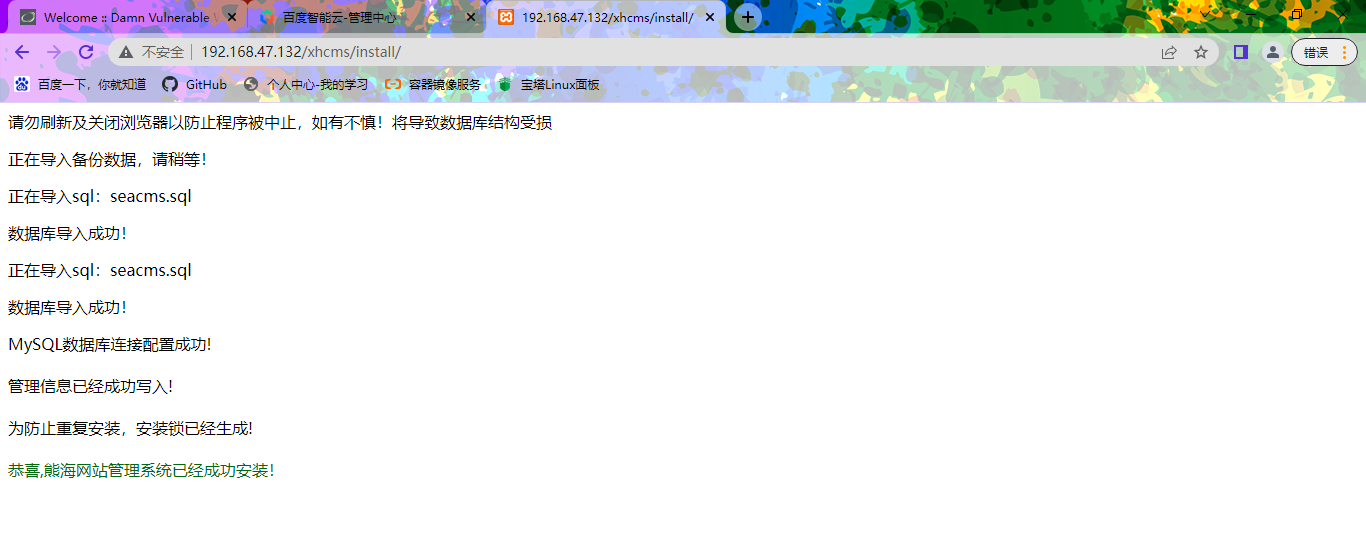 Welcome :: Damn Vulnerable
百度智能云-管理中心
192.168.47.132/xhcms/install/
不安全
192.168.47.132/xhcms/install/
错误
百度一下，你就知道
GitHub
个人中心-我的学习
容器镜像服务
宝塔Linux面板
请勿刷新及关闭浏览器以防止程序被中止，如有不慎！将导致数据库结构受损
正在导入备份数据，请稍等！
正在导入sql：seacms.sql
数据库导入成功！
正在导入sql：seacms.sql
数据库导入成功！
MySQL数据库连接配置成功!
管理信息已经成功写入!
为防止重复安装，安装锁已经生成!
恭喜,熊海网站管理系统已经成功安装！